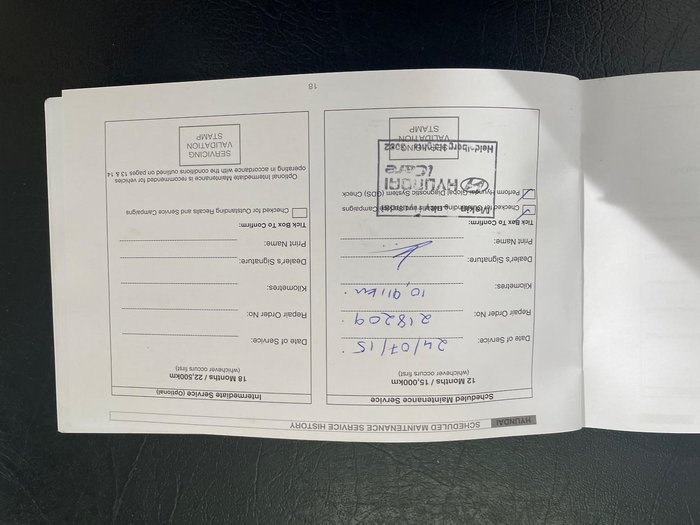 HYUNDAI SCHEDULED MAINTENANCE SERVICE HISTORY
Scheduled Maintenance Service
12 Months / 15,000km
(whichever occurs first)
Date of Service: 24/07/15
Repair Order No: 218209
Kilometres: 10,911km
Dealer's Signature:
Print Name:
Tick Box To Confirm:
Checked for Outstanding Campaigns
Perform Hyundai Global Diagnostic System (GDS) Check
HYUNDAI
iCare
Heidelberg Heights 3082
SERVICING
VALIDATION
STAMP
Intermediate Service (Optional)
18 Months / 22,500km
(whichever occurs first)
Date of Service:
Repair Order No:
Kilometres:
Dealer's Signature:
Print Name:
Tick Box To Confirm:
Checked for Outstanding Recalls and Service Campaigns
Optional Intermediate Maintenance Service is recommended for vehicles
operating in accordance with the conditions outlined on pages 13 & 14
SERVICING
VALIDATION
STAMP
18